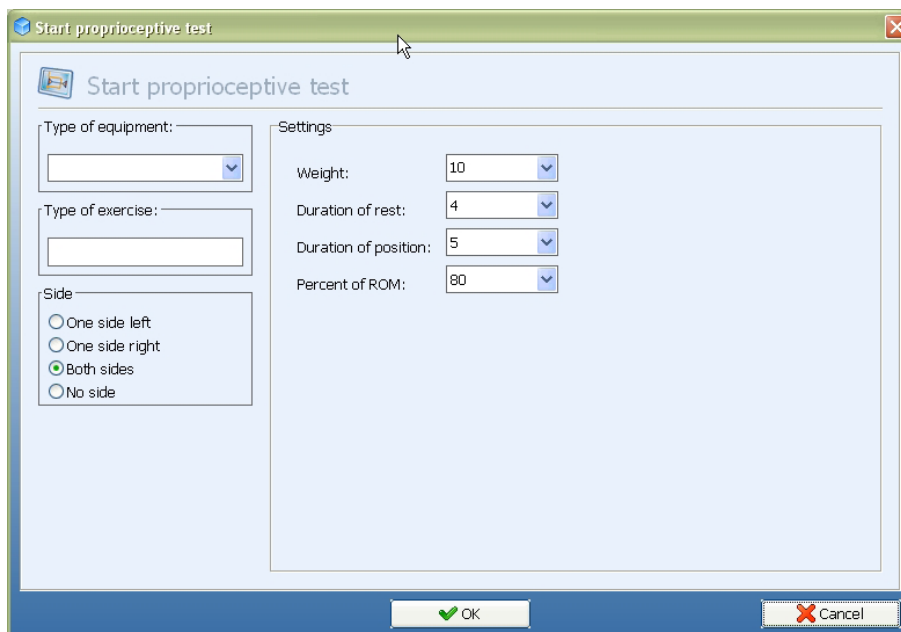 Start proprioceptive test
Start proprioceptive test
Type of equipment:
Type of exercise:
Side
One side left
One side right
Both sides
No side
Settings
Weight: 10
Duration of rest: 4
Duration of position: 5
Percent of ROM: 80
OK
Cancel